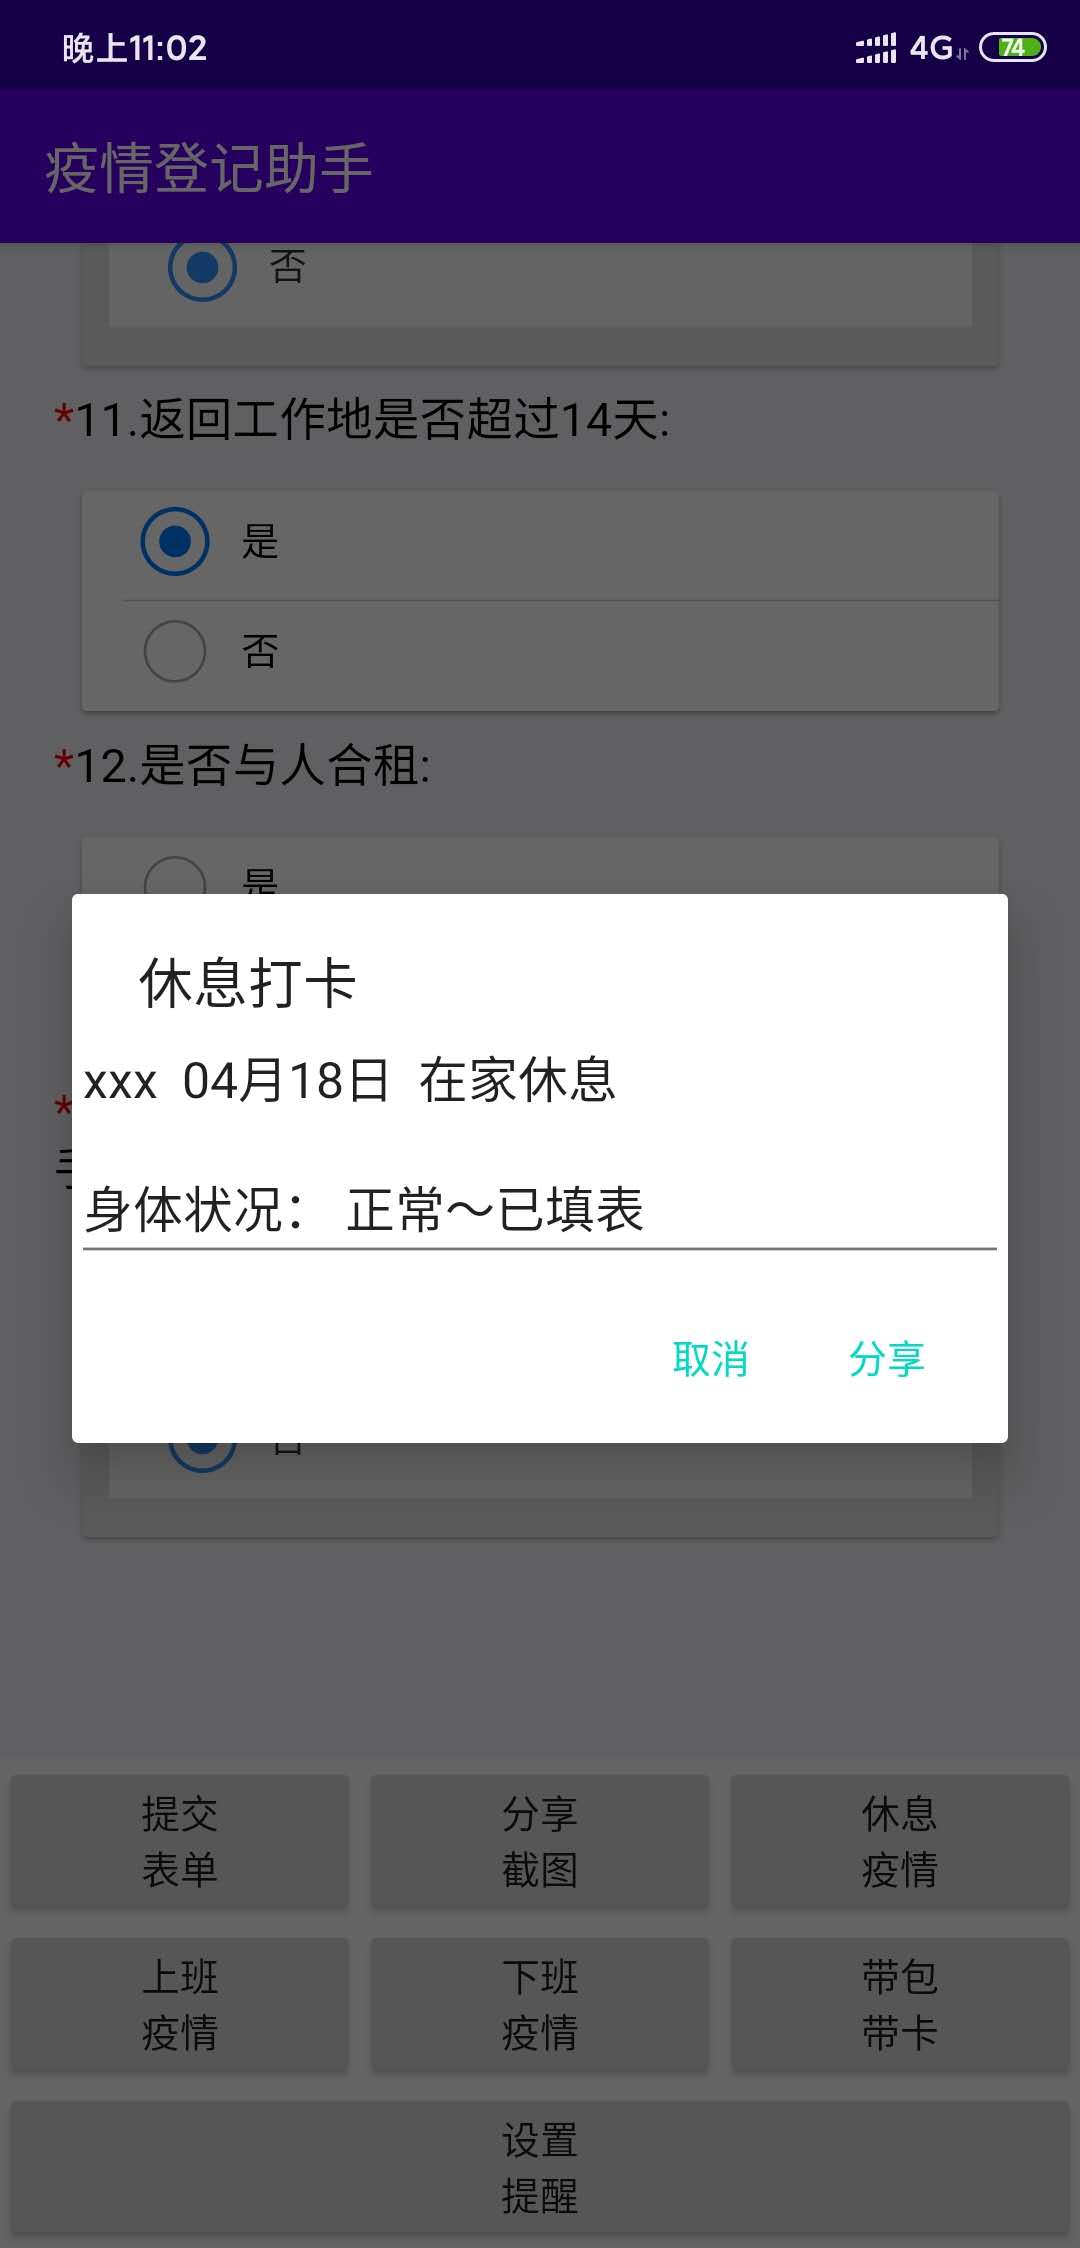 晚上11:02
4G
74
疫情登记助手
否
*11.返回工作地是否超过14天:
是
否
*12.是否与人合租:
是
休息打卡
xxx 04月18日 在家休息
*
身体状况： 正常～已填表
取消 分享
提交 分享 休息
表单 截图 疫情
上班 下班 带包
疫情 疫情 带卡
设置
提醒